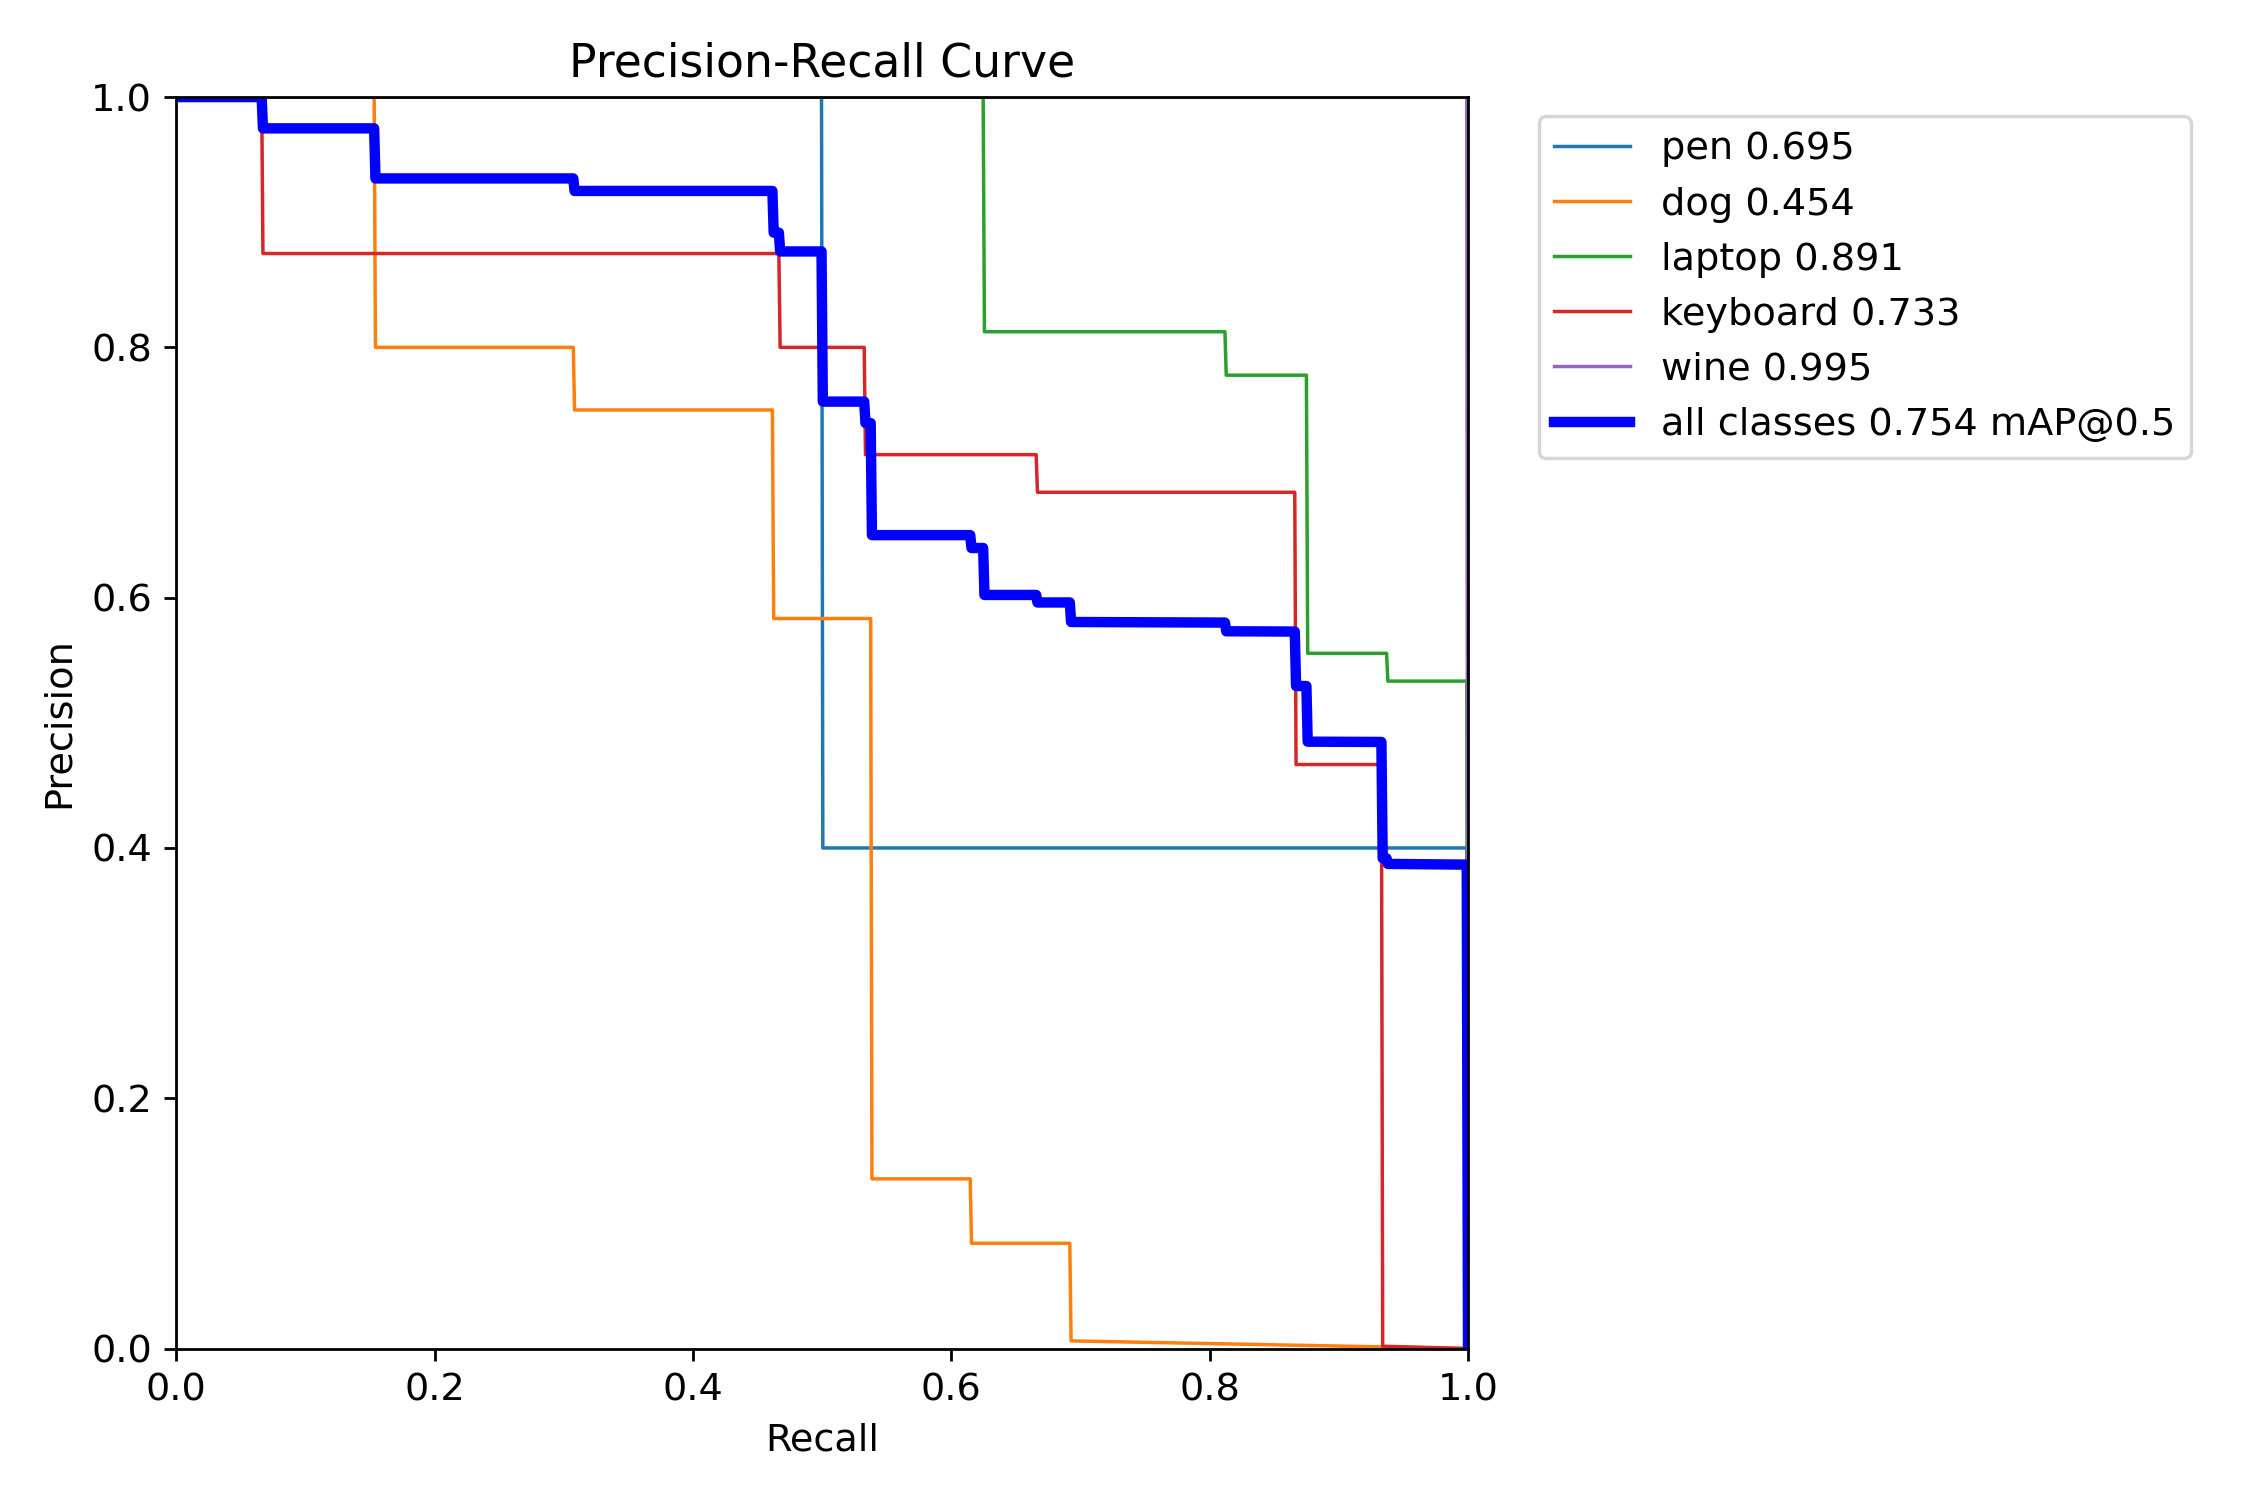 Precision-Recall Curve
1.0
0.8
0.6
0.4
0.2
0.0
Precision
0.0 0.2 0.4 0.6 0.8 1.0
Recall
pen 0.695
dog 0.454
laptop 0.891
keyboard 0.733
wine 0.995
all classes 0.754 mAP@0.5